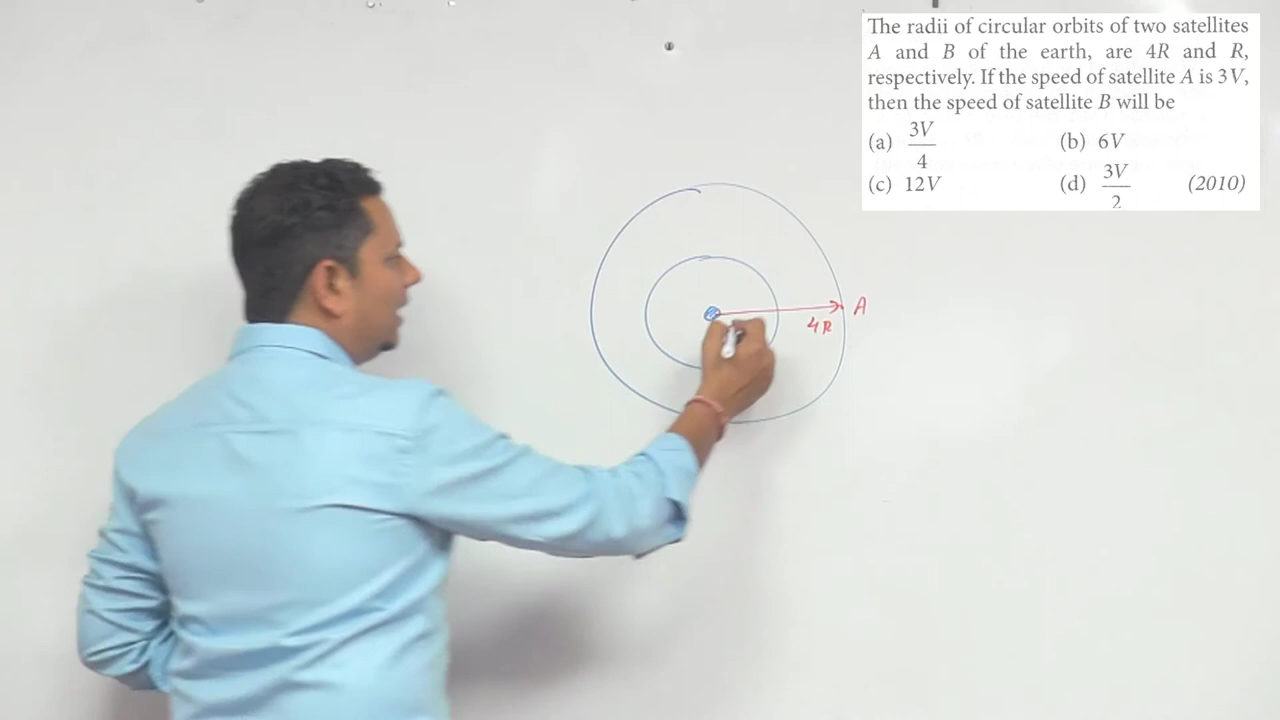 The radii of circular orbits of two satellites
A and B of the earth, are 4R and R,
respectively. If the speed of satellite A is 3V,
then the speed of satellite B will be
(a) 3V/4 (b) 6V
(c) 12V (d) 3V/2 (2010)
A
4R